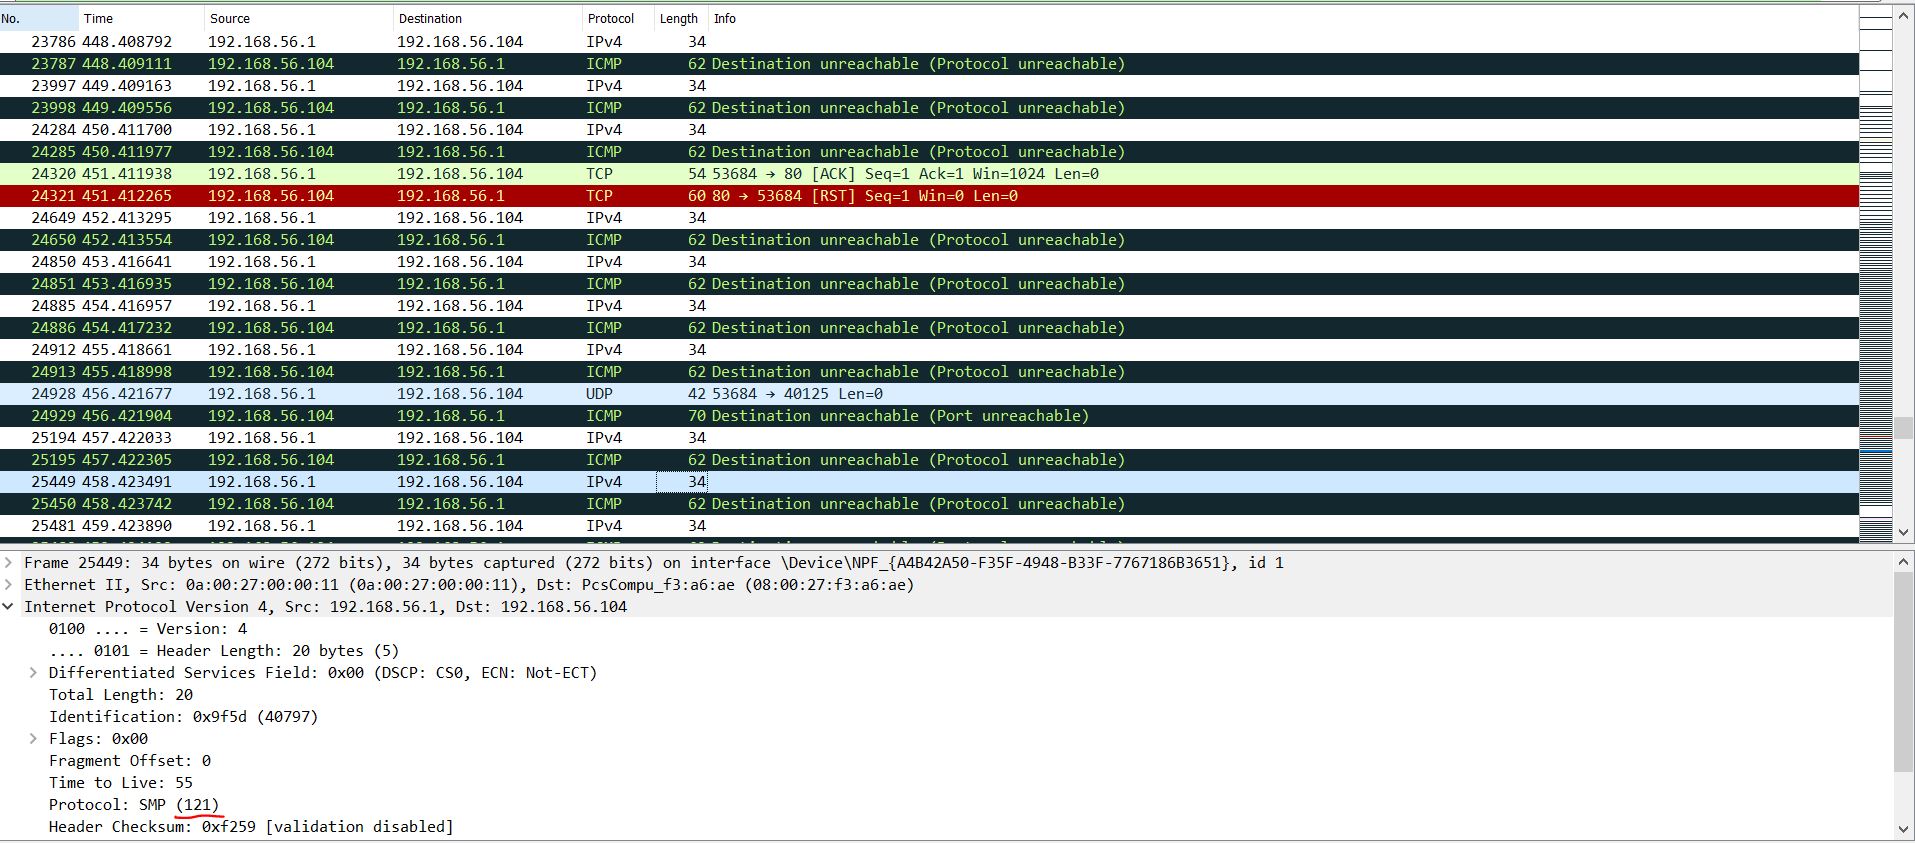 No. Time Source Destination Protocol Length Info
23786 448.408792 192.168.56.1 192.168.56.104 IPv4 34
23787 448.409111 192.168.56.104 192.168.56.1 ICMP 62 Destination unreachable (Protocol unreachable)
23997 449.409163 192.168.56.1 192.168.56.104 IPv4 34
23998 449.409556 192.168.56.104 192.168.56.1 ICMP 62 Destination unreachable (Protocol unreachable)
24284 450.411700 192.168.56.1 192.168.56.104 IPv4 34
24285 450.411977 192.168.56.104 192.168.56.1 ICMP 62 Destination unreachable (Protocol unreachable)
24320 451.411938 192.168.56.1 192.168.56.104 TCP 54 53684 → 80 [ACK] Seq=1 Ack=1 Win=1024 Len=0
24321 451.412265 192.168.56.104 192.168.56.1 TCP 60 80 → 53684 [RST] Seq=1 Win=0 Len=0
24649 452.413295 192.168.56.1 192.168.56.104 IPv4 34
24650 452.413554 192.168.56.104 192.168.56.1 ICMP 62 Destination unreachable (Protocol unreachable)
24850 453.416641 192.168.56.1 192.168.56.104 IPv4 34
24851 453.416935 192.168.56.104 192.168.56.1 ICMP 62 Destination unreachable (Protocol unreachable)
24885 454.416957 192.168.56.1 192.168.56.104 IPv4 34
24886 454.417232 192.168.56.104 192.168.56.1 ICMP 62 Destination unreachable (Protocol unreachable)
24912 455.418661 192.168.56.1 192.168.56.104 IPv4 34
24913 455.418998 192.168.56.104 192.168.56.1 ICMP 62 Destination unreachable (Protocol unreachable)
24928 456.421677 192.168.56.1 192.168.56.104 UDP 42 53684 → 40125 Len=0
24929 456.421904 192.168.56.104 192.168.56.1 ICMP 70 Destination unreachable (Port unreachable)
25194 457.422033 192.168.56.1 192.168.56.104 IPv4 34
25195 457.422305 192.168.56.104 192.168.56.1 ICMP 62 Destination unreachable (Protocol unreachable)
25449 458.423491 192.168.56.1 192.168.56.104 IPv4 34
25450 458.423742 192.168.56.104 192.168.56.1 ICMP 62 Destination unreachable (Protocol unreachable)
25481 459.423890 192.168.56.1 192.168.56.104 IPv4 34
Frame 25449: 34 bytes on wire (272 bits), 34 bytes captured (272 bits) on interface \Device\NPF_{A4B42A50-F35F-4948-B33F-7767186B3651}, id 1
Ethernet II, Src: 0a:00:27:00:00:11 (0a:00:27:00:00:11), Dst: PcsCompu_f3:a6:ae (08:00:27:f3:a6:ae)
Internet Protocol Version 4, Src: 192.168.56.1, Dst: 192.168.56.104
0100 .... = Version: 4
.... 0101 = Header Length: 20 bytes (5)
Differentiated Services Field: 0x00 (DSCP: CS0, ECN: Not-ECT)
Total Length: 20
Identification: 0x9f5d (40797)
Flags: 0x00
Fragment Offset: 0
Time to Live: 55
Protocol: SMP (121)
Header Checksum: 0xf259 [validation disabled]